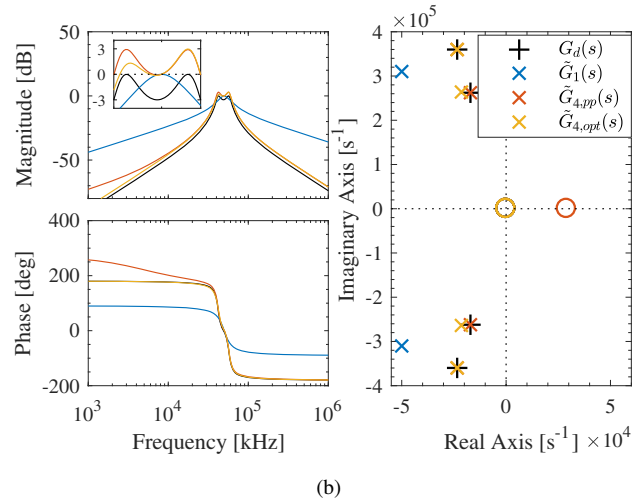 50
0
-50
Magnitude [dB]
3
0
-3
400
200
0
-200
Phase [deg]
10^3
10^4
10^5
10^6
Frequency [kHz]
×10^5
4
3
2
1
0
-1
-2
-3
-4
Imaginary Axis [s^-1]
-5
0
5
Real Axis [s^-1] ×10^4
G_d(s)
G̃_1(s)
G̃_{4,pp}(s)
G̃_{4,opt}(s)
(b)